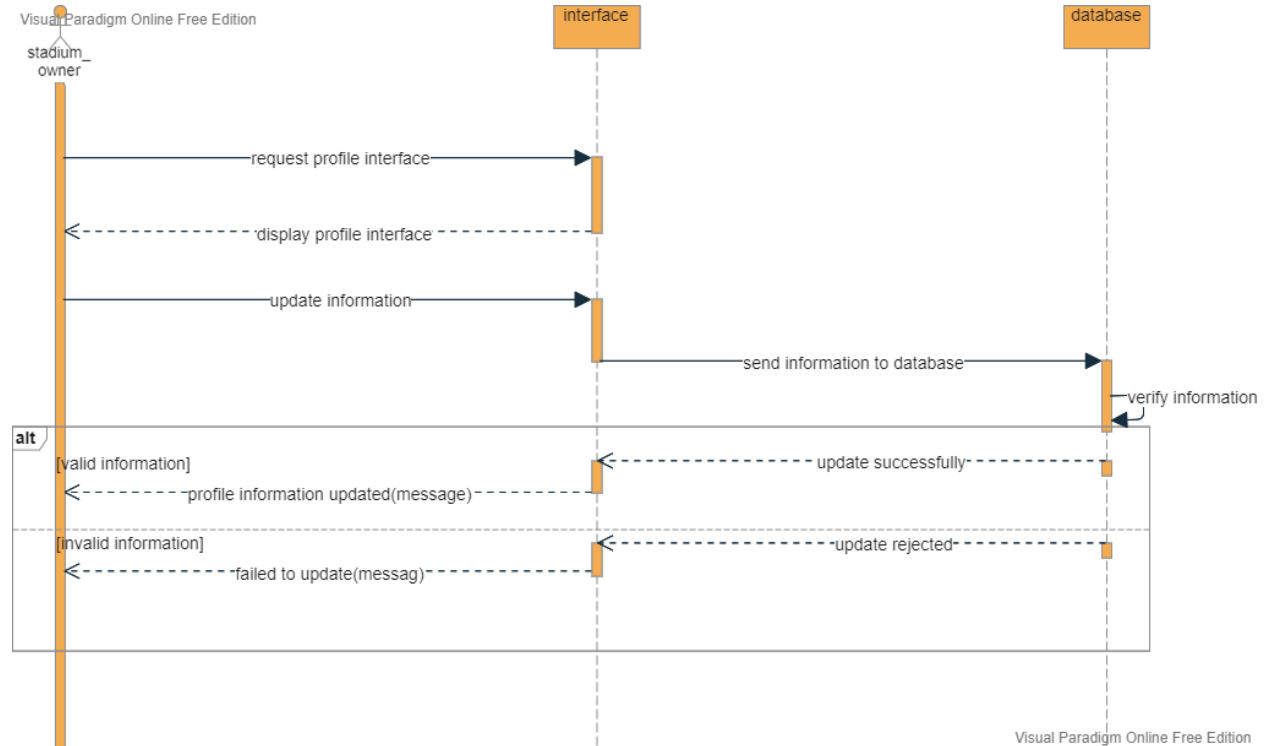 Visual Paradigm Online Free Edition
interface
database
stadium_
owner
request profile interface
display profile interface
update information
send information to database
verify information
alt
[valid information]
update successfully
profile information updated(message)
[invalid information]
update rejected
failed to update(messag)
Visual Paradigm Online Free Edition